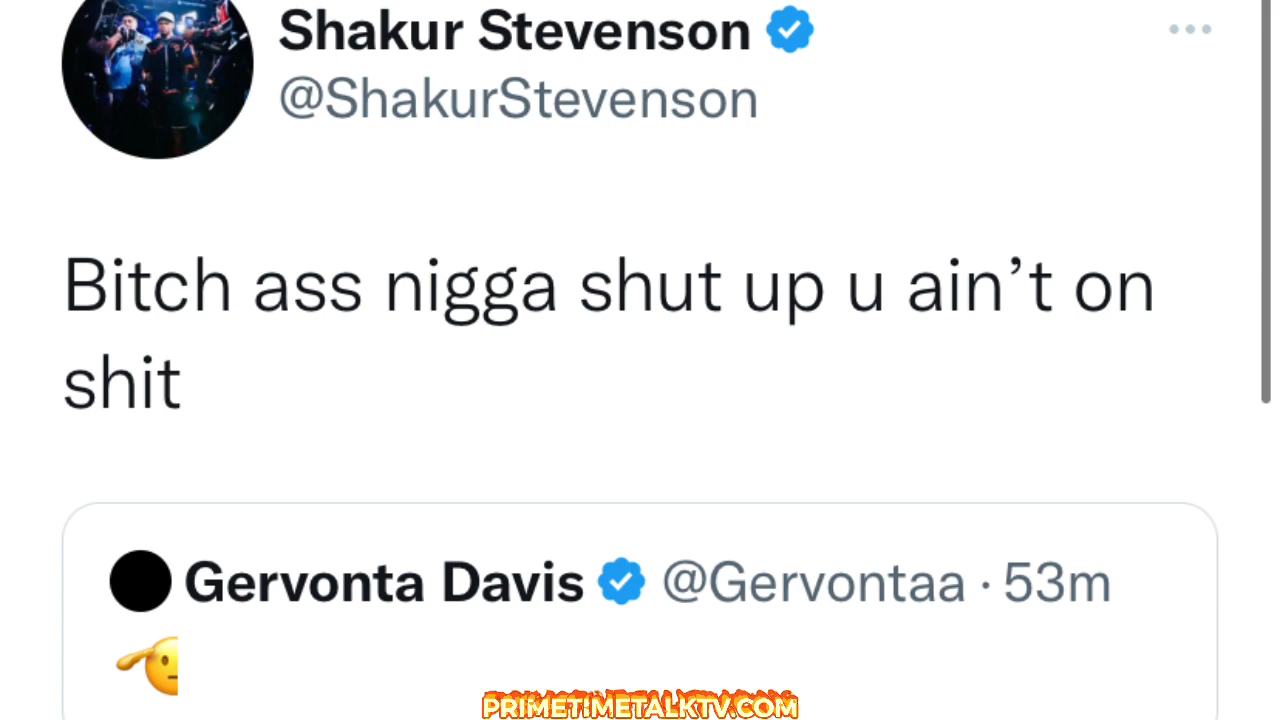 Shakur Stevenson
@ShakurStevenson
Bitch ass nigga shut up u ain’t on
shit
Gervonta Davis @Gervontaa · 53m
PRIMETIMETALKTV.COM